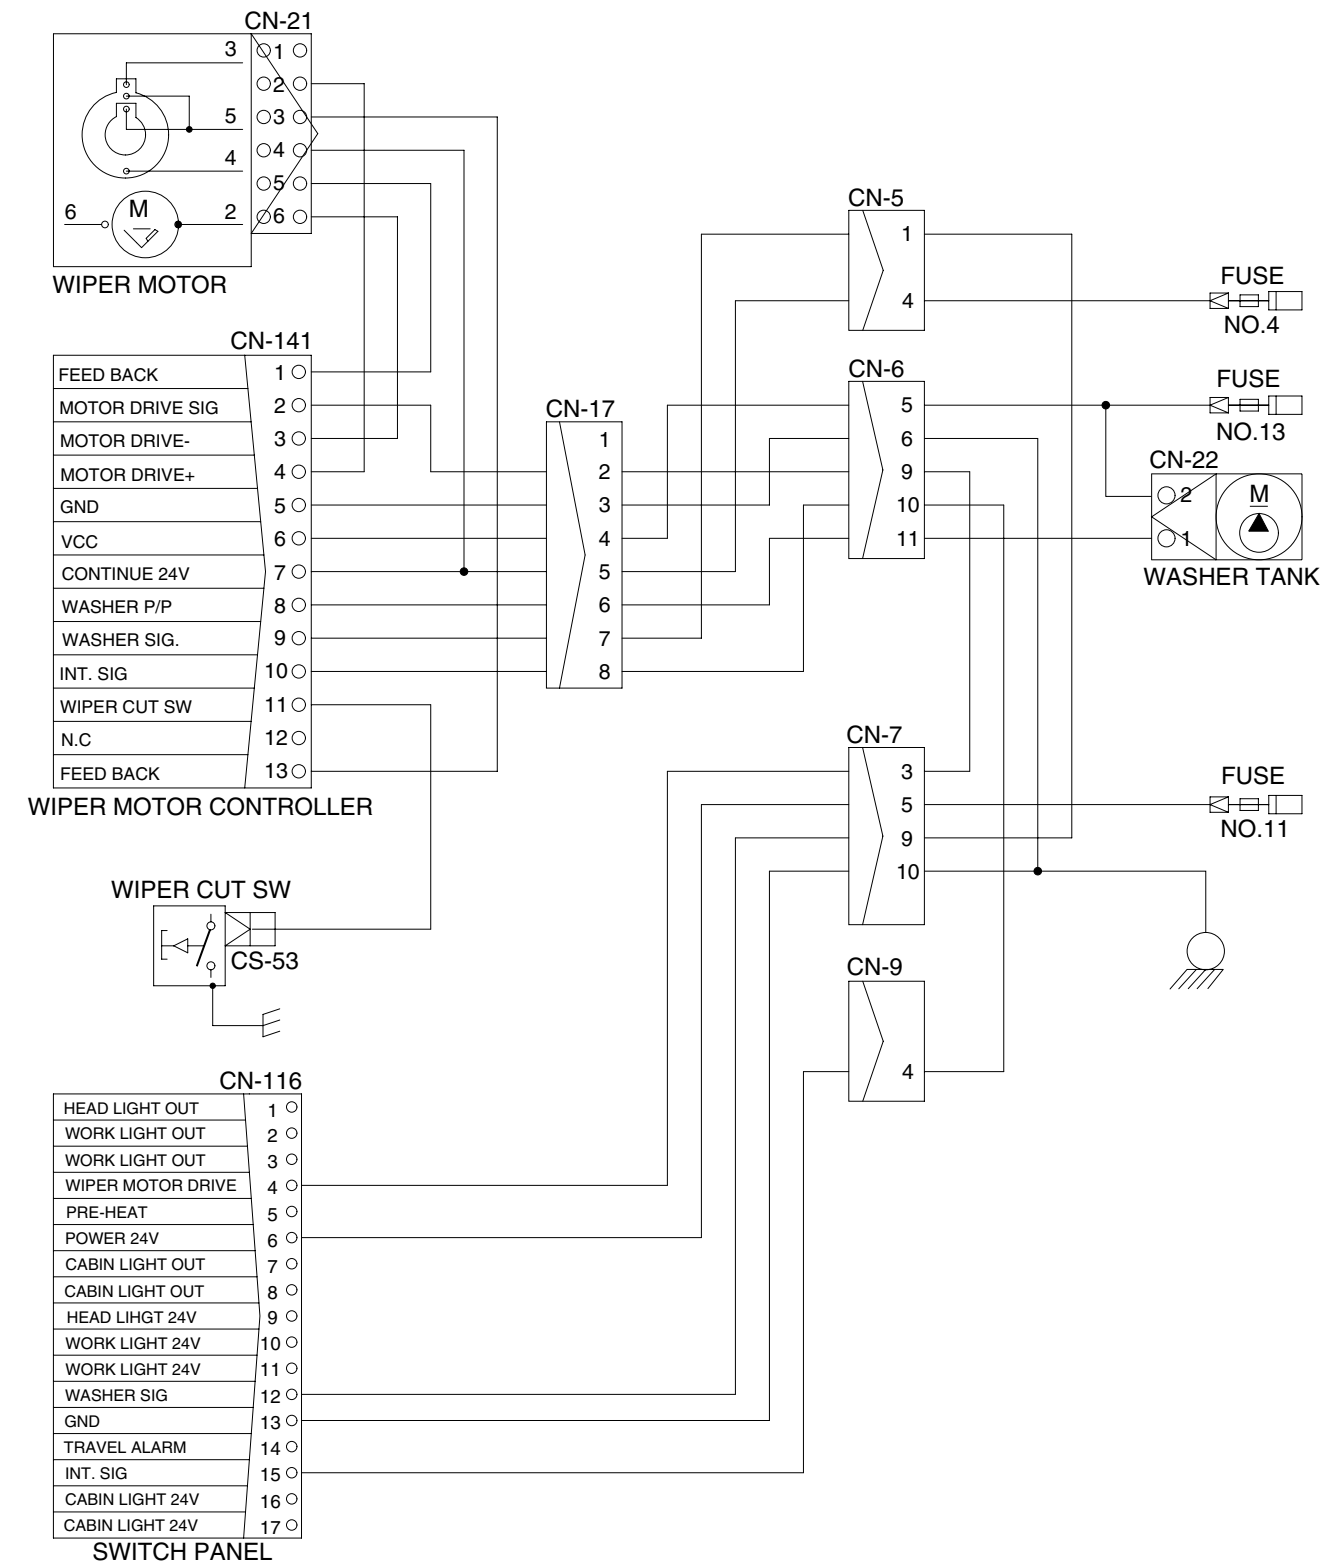 CN-21
3
1
2
5
3
4
4
5
6
M
2
6
WIPER MOTOR
CN-141
FEED BACK 1
MOTOR DRIVE SIG 2
MOTOR DRIVE- 3
MOTOR DRIVE+ 4
GND 5
VCC 6
CONTINUE 24V 7
WASHER P/P 8
WASHER SIG. 9
INT. SIG 10
WIPER CUT SW 11
N.C 12
FEED BACK 13
WIPER MOTOR CONTROLLER
CN-17
1
2
3
4
5
6
7
8
CN-5
1
4
FUSE
NO.4
CN-6
5
6
9
10
11
FUSE
NO.13
CN-22
2
M
1
WASHER TANK
CN-7
3
5
9
10
FUSE
NO.11
CN-9
4
WIPER CUT SW
CS-53
CN-116
HEAD LIGHT OUT 1
WORK LIGHT OUT 2
WORK LIGHT OUT 3
WIPER MOTOR DRIVE 4
PRE-HEAT 5
POWER 24V 6
CABIN LIGHT OUT 7
CABIN LIGHT OUT 8
HEAD LIHGT 24V 9
WORK LIGHT 24V 10
WORK LIGHT 24V 11
WASHER SIG 12
GND 13
TRAVEL ALARM 14
INT. SIG 15
CABIN LIGHT 24V 16
CABIN LIGHT 24V 17
SWITCH PANEL